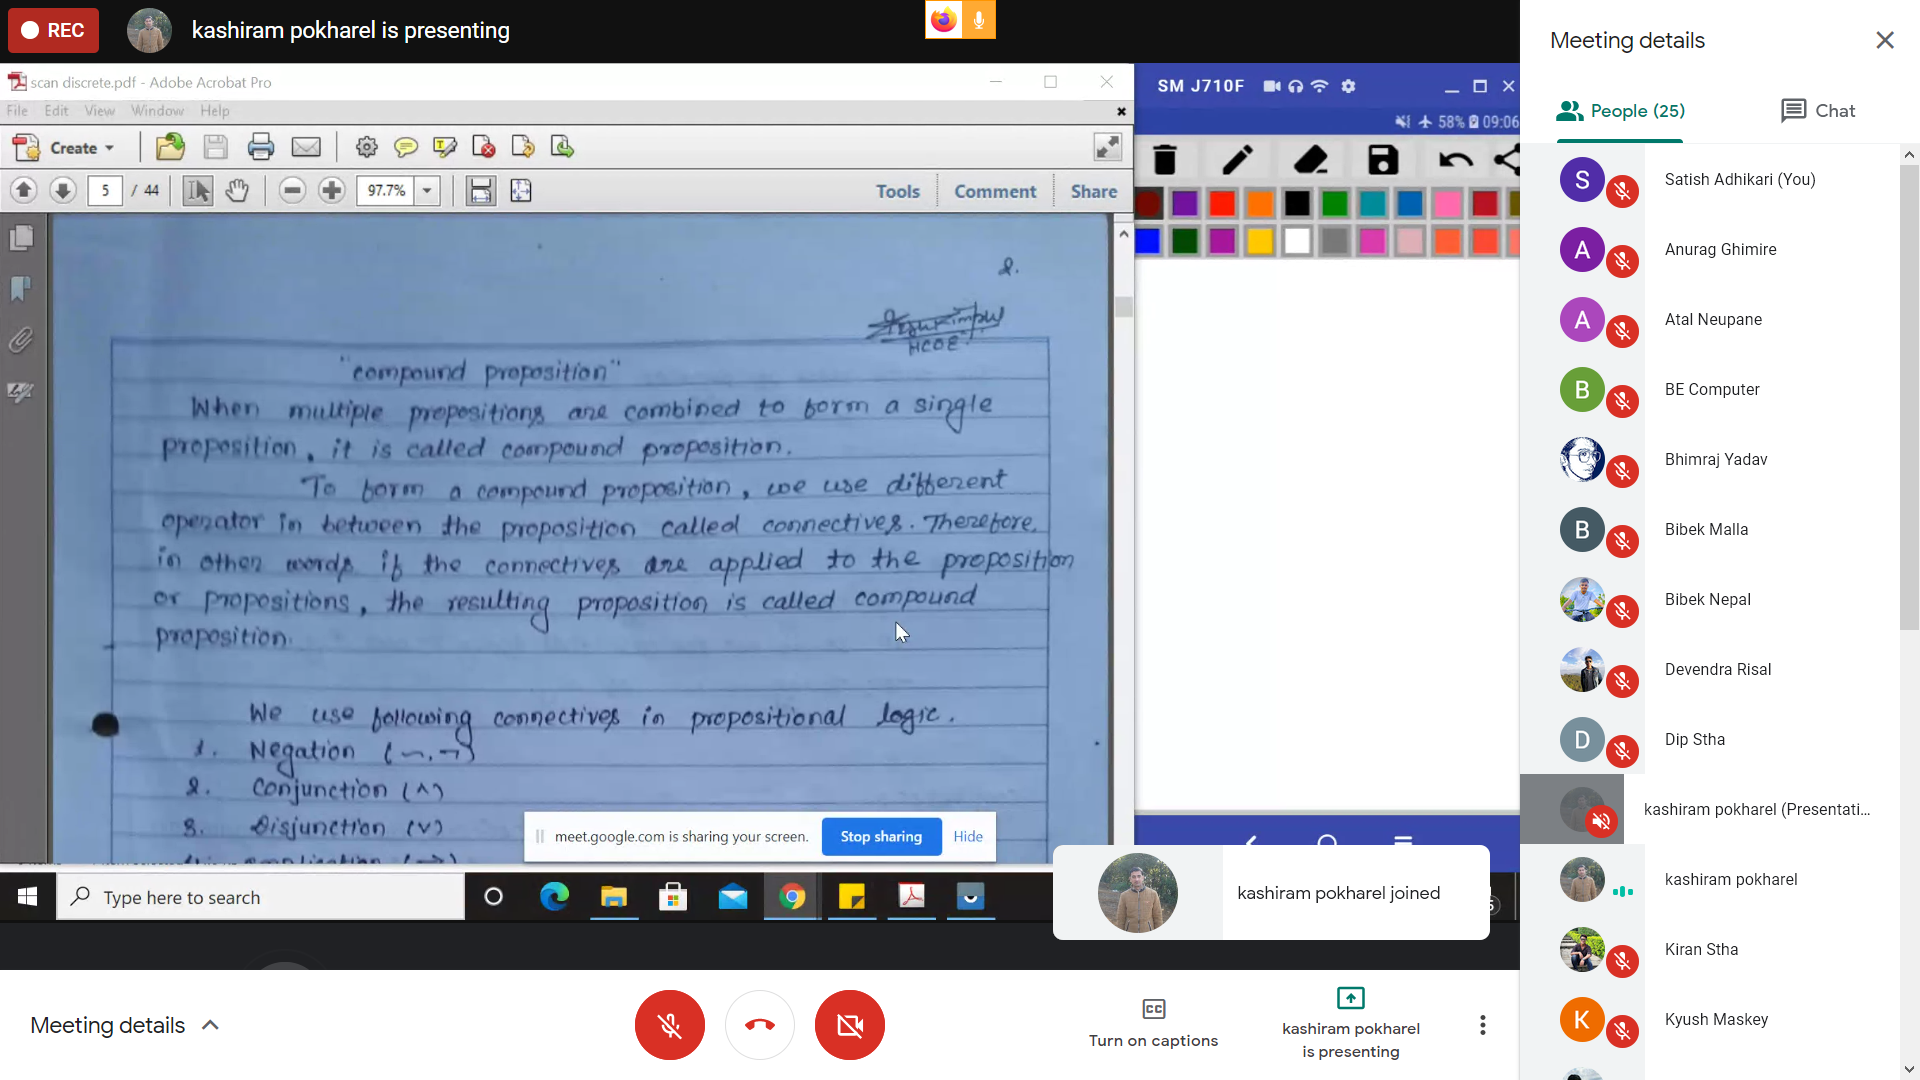 REC
kashiram pokharel is presenting
scan discrete.pdf - Adobe Acrobat Pro
File Edit View Window Help
Create
5 / 44
97.7%
Tools Comment Share
2.
HCOE
"compound proposition"
When multiple propositions are combined to form a single
proposition, it is called compound proposition.
To form a compound proposition, we use different
operator in between the proposition called connectives. Therefore,
in other words if the connectives are applied to the proposition
or propositions, the resulting proposition is called compound
proposition.
We use following connectives in propositional logic.
1. Negation (∼, ¬)
2. Conjunction (∧)
3. Disjunction (∨)
meet.google.com is sharing your screen.
Stop sharing
Hide
Type here to search
SM J710F
58% 09:06
kashiram pokharel joined
Meeting details
Turn on captions
kashiram pokharel
is presenting
Meeting details
People (25)
Chat
S Satish Adhikari (You)
A Anurag Ghimire
A Atal Neupane
B BE Computer
Bhimraj Yadav
B Bibek Malla
Bibek Nepal
Devendra Risal
D Dip Stha
kashiram pokharel (Presentati...
kashiram pokharel
Kiran Stha
K Kyush Maskey